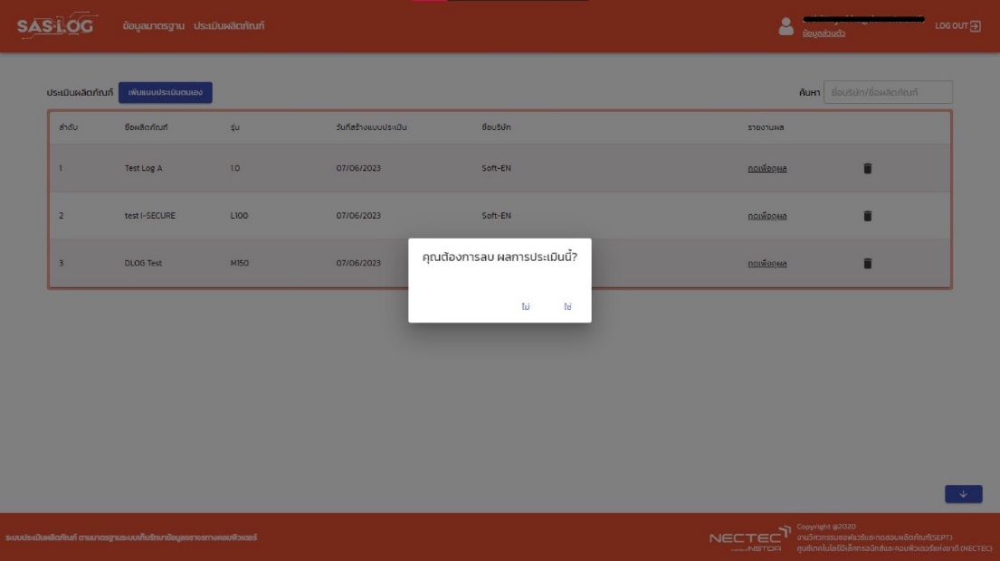 SAS-LOG
ข้อมูลมาตรฐาน ประเมินผลิตภัณฑ์
ข้อมูลส่วนตัว
LOG OUT
ประเมินผลิตภัณฑ์ เพิ่มแบบประเมินตนเอง ค้นหา ชื่อบริษัท/ชื่อผลิตภัณฑ์
ลำดับ ชื่อผลิตภัณฑ์ รุ่น วันที่สร้างแบบประเมิน ชื่อบริษัท รายงานผล
1 Test Log A 1.0 07/06/2023 Soft-EN กดเพื่อดูผล
2 test I-SECURE L100 07/06/2023 Soft-EN กดเพื่อดูผล
3 DLOG Test M150 07/06/2023 กดเพื่อดูผล
คุณต้องการลบ ผลการประเมินนี้?
ไม่ ใช่
ระบบประเมินผลิตภัณฑ์ ตามมาตรฐานระบบเก็บรักษาข้อมูลจราจรทางคอมพิวเตอร์
NECTEC
NSTDA
Copyright @2020
งานวิศวกรรมซอฟแวร์และทดสอบผลิตภัณฑ์(SEPT)
ศูนย์เทคโนโลยีอิเล็กทรอนิกส์และคอมพิวเตอร์แห่งชาติ (NECTEC)